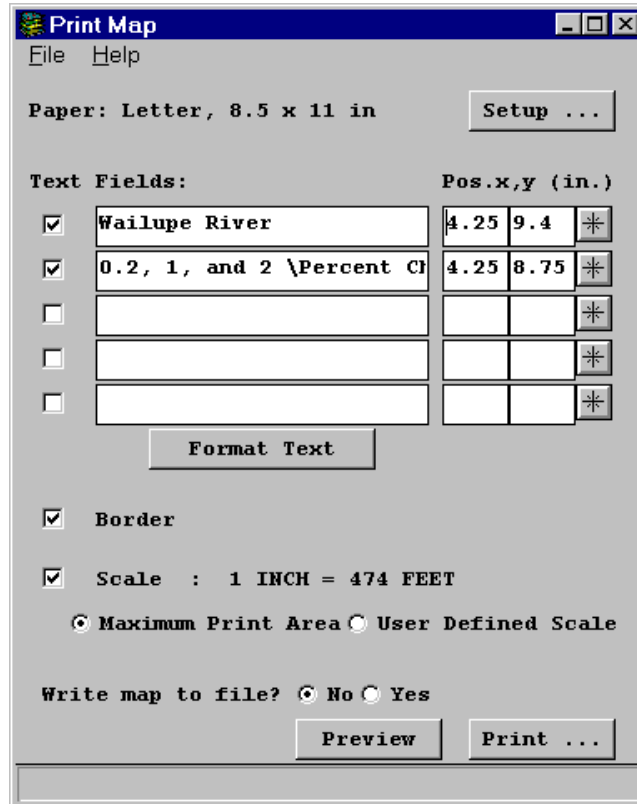 Print Map
File Help
Paper: Letter, 8.5 x 11 in Setup ...
Text Fields: Pos.x,y (in.)
Wailupe River 4.25 9.4
0.2, 1, and 2 \Percent Ch 4.25 8.75
Format Text
Border
Scale : 1 INCH = 474 FEET
Maximum Print Area User Defined Scale
Write map to file? No Yes
Preview Print ...